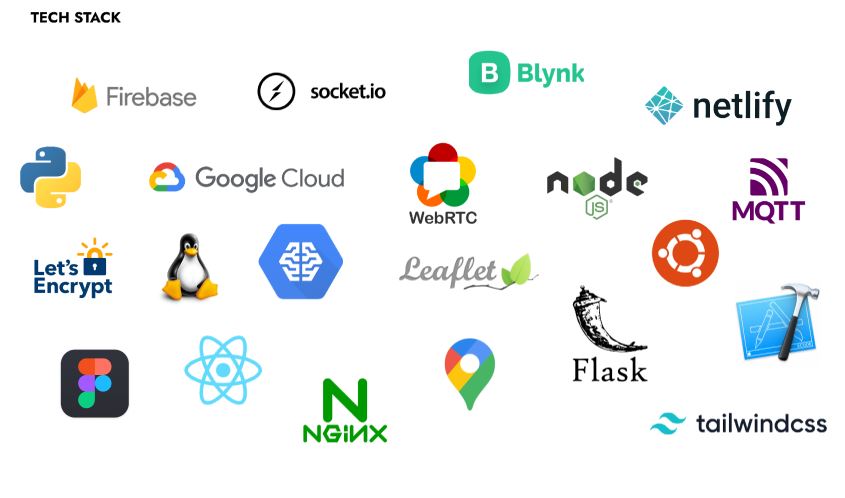 TECH STACK
Firebase
socket.io
B Blynk
netlify
Google Cloud
WebRTC
node
JS
MQTT
Let's
Encrypt
Leaflet
Flask
NGINX
tailwindcss